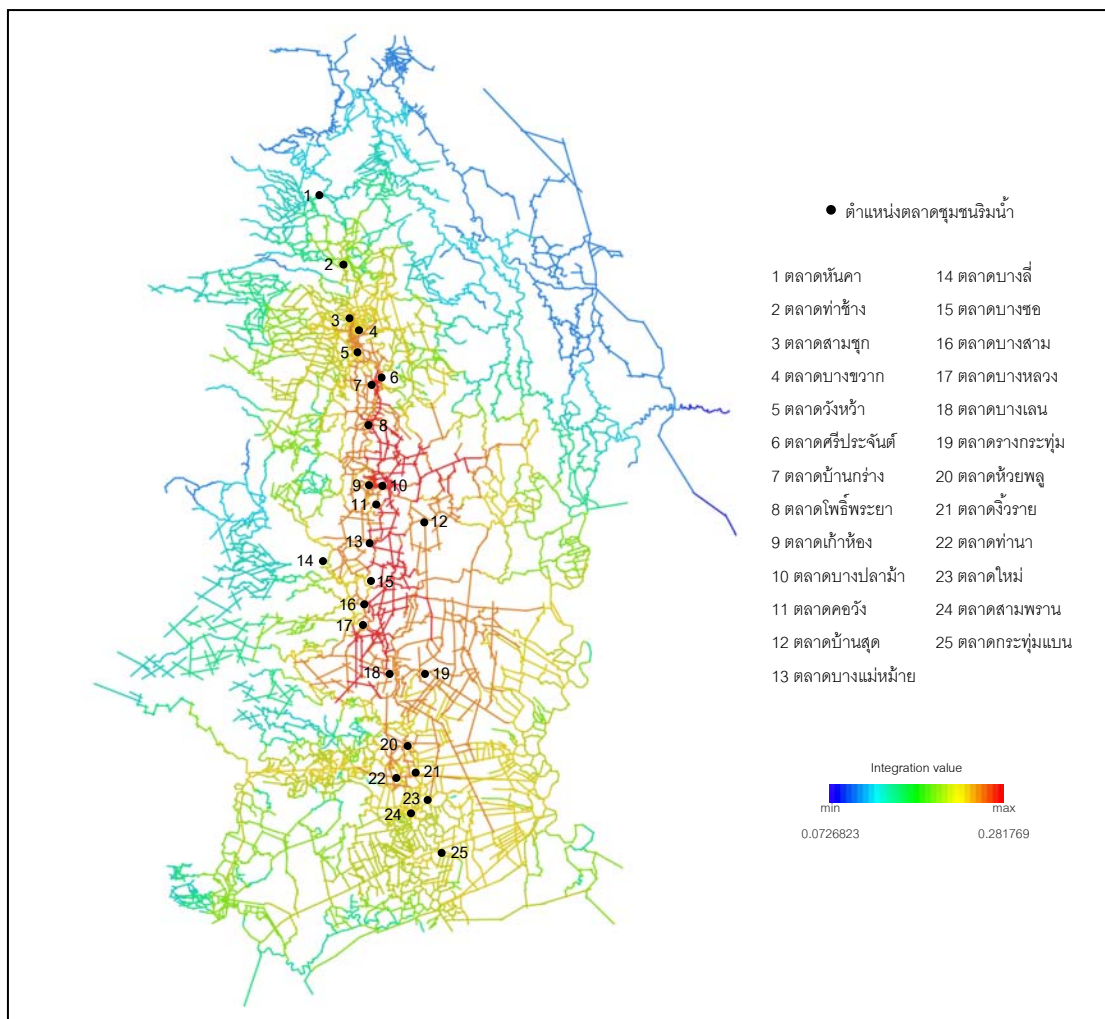 ● ตำแหน่งตลาดชุมชนริมน้ำ
1 ตลาดหันคา
2 ตลาดท่าช้าง
3 ตลาดสามชุก
4 ตลาดบางขวาก
5 ตลาดวังหว้า
6 ตลาดศรีประจันต์
7 ตลาดบ้านกร่าง
8 ตลาดโพธิ์พระยา
9 ตลาดเก้าห้อง
10 ตลาดบางปลาม้า
11 ตลาดคอวัง
12 ตลาดบ้านสุด
13 ตลาดบางแม่หม้าย
14 ตลาดบางลี่
15 ตลาดบางซอ
16 ตลาดบางสาม
17 ตลาดบางหลวง
18 ตลาดบางเลน
19 ตลาดรางกระทุ่ม
20 ตลาดห้วยพลู
21 ตลาดงิ้วราย
22 ตลาดท่านา
23 ตลาดใหม่
24 ตลาดสามพราน
25 ตลาดกระทุ่มแบน
1
2
3
4
5
6
7
8
9
10
11
12
13
14
15
16
17
18
19
20
21
22
23
24
25
Integration value
min max
0.0726823 0.281769